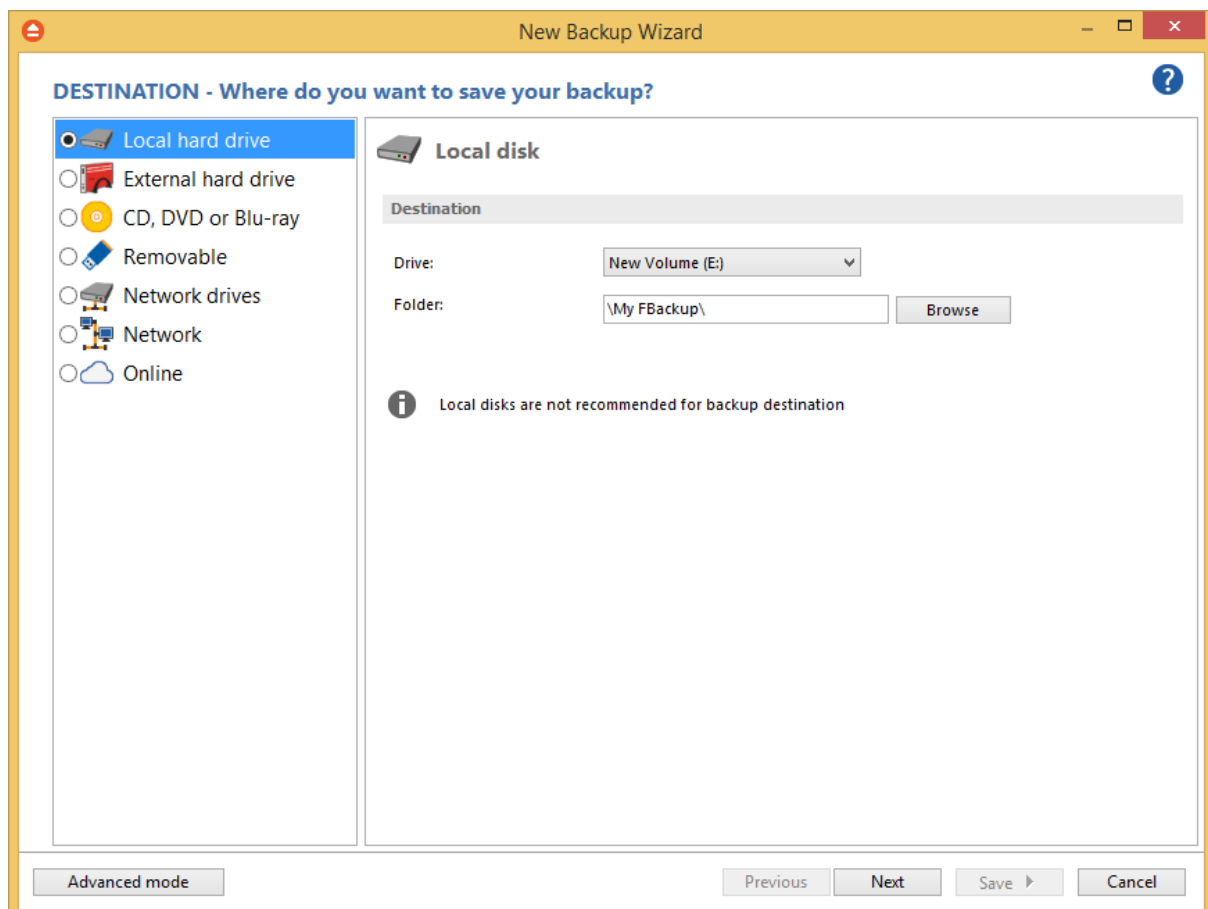 New Backup Wizard
DESTINATION - Where do you want to save your backup?
Local hard drive
External hard drive
CD, DVD or Blu-ray
Removable
Network drives
Network
Online
Local disk
Destination
Drive: New Volume (E:)
Folder: \My FBackup\ Browse
Local disks are not recommended for backup destination
Advanced mode Previous Next Save Cancel